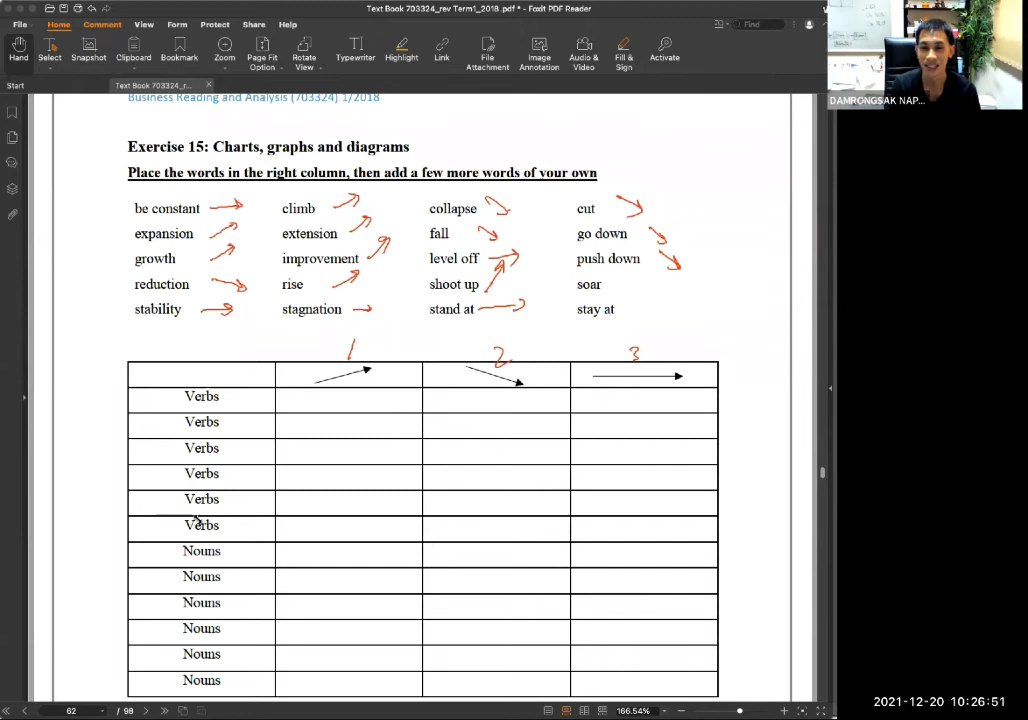 Text Book 703324_rev Term1_2018.pdf * - Foxit PDF Reader
File Home Comment View Form Protect Share Help Find
Hand Select Snapshot Clipboard Bookmark Zoom Page Fit Option Rotate View Typewriter Highlight Link File Attachment Image Annotation Audio & Video Fill & Sign Activate
Start Text Book 703324_r... ×
DAMRONGSAK NAP...
Business Reading and Analysis (703324) 1/2018
Exercise 15: Charts, graphs and diagrams
Place the words in the right column, then add a few more words of your own
be constant climb collapse cut
expansion extension fall go down
growth improvement level off push down
reduction rise shoot up soar
stability stagnation stand at stay at
1 2 3
Verbs
Verbs
Verbs
Verbs
Verbs
Verbs
Nouns
Nouns
Nouns
Nouns
Nouns
Nouns
62 / 98 166.54%
2021-12-20 10:26:51